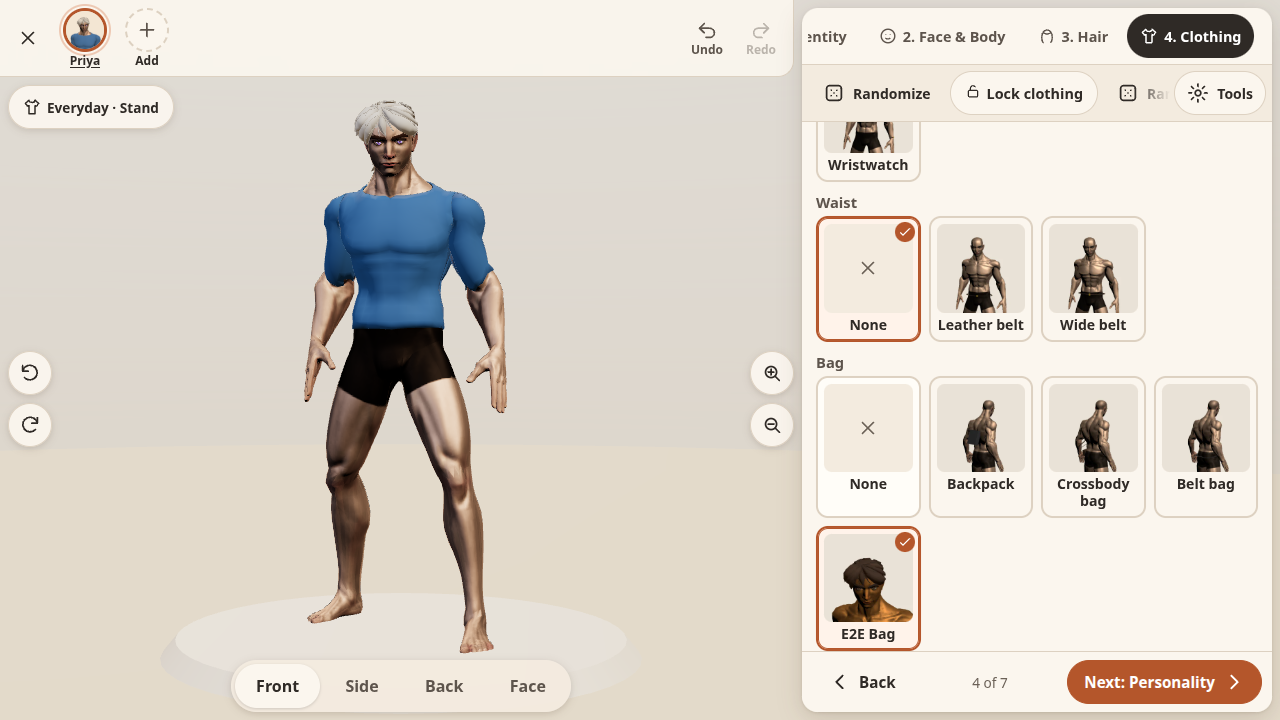 Priya
Add
Undo
Redo
entity
2. Face & Body
3. Hair
4. Clothing
Everyday · Stand
Randomize
Lock clothing
Tools
Wristwatch
Waist
None
Leather belt
Wide belt
Bag
None
Backpack
Crossbody
bag
Belt bag
E2E Bag
Front
Side
Back
Face
Back
4 of 7
Next: Personality